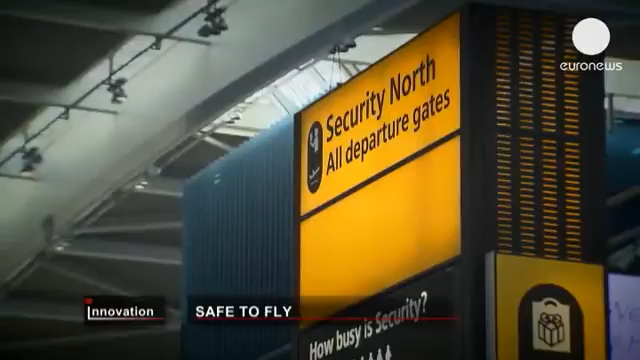 euronews
Security North
All departure gates
Innovation
SAFE TO FLY
How busy is Security?